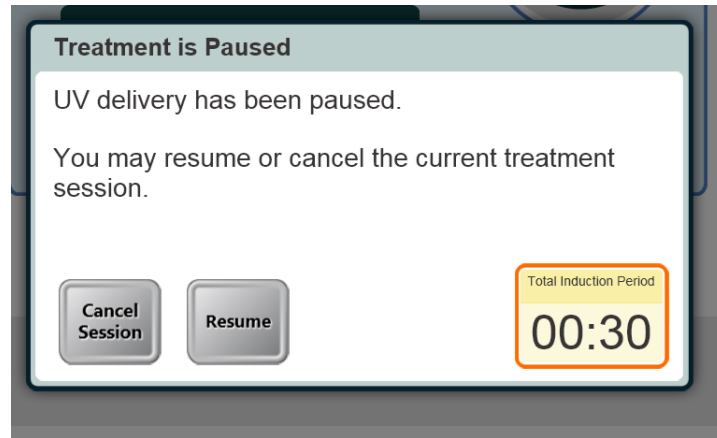 Treatment is Paused
UV delivery has been paused.
You may resume or cancel the current treatment
session.
Cancel
Session
Resume
Total Induction Period
00:30